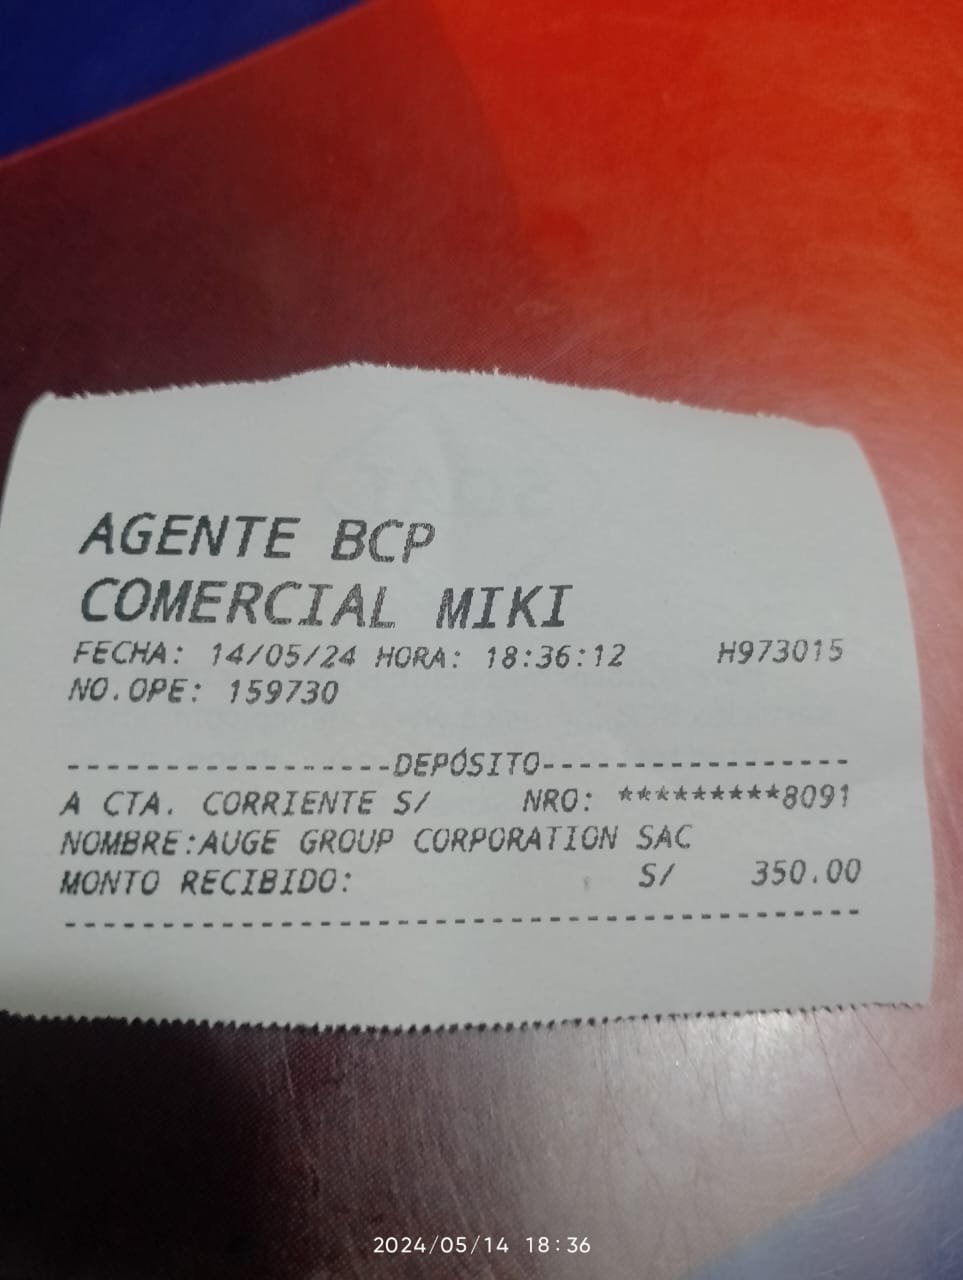 AGENTE BCP
COMERCIAL MIKI
FECHA: 14/05/24 HORA: 18:36:12 H973015
NO.OPE: 159730
-----------------DEPÓSITO----------------
A CTA. CORRIENTE S/ NRO: *********8091
NOMBRE:AUGE GROUP CORPORATION SAC
MONTO RECIBIDO: S/ 350.00
-------------------------------------------
2024/05/14 18:36